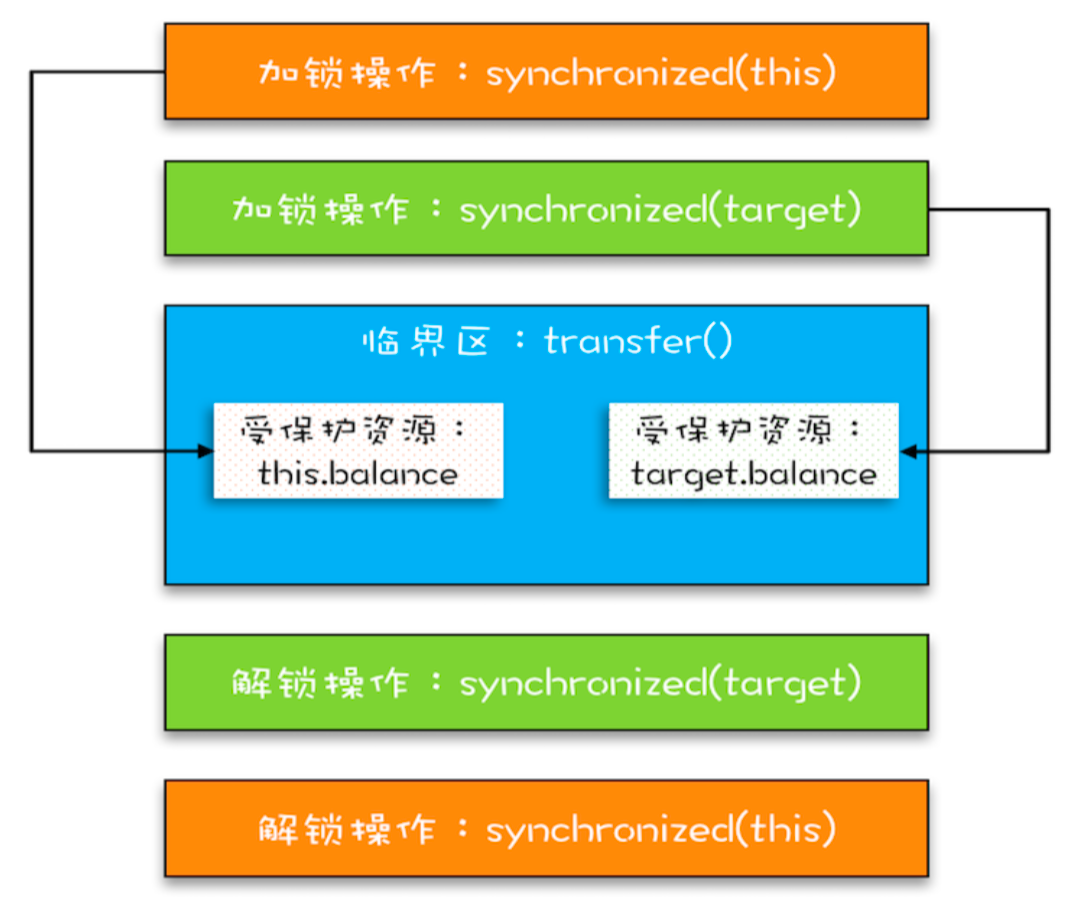 加锁操作：synchronized(this)
加锁操作：synchronized(target)
临界区：transfer()
受保护资源：
this.balance
受保护资源：
target.balance
解锁操作：synchronized(target)
解锁操作：synchronized(this)